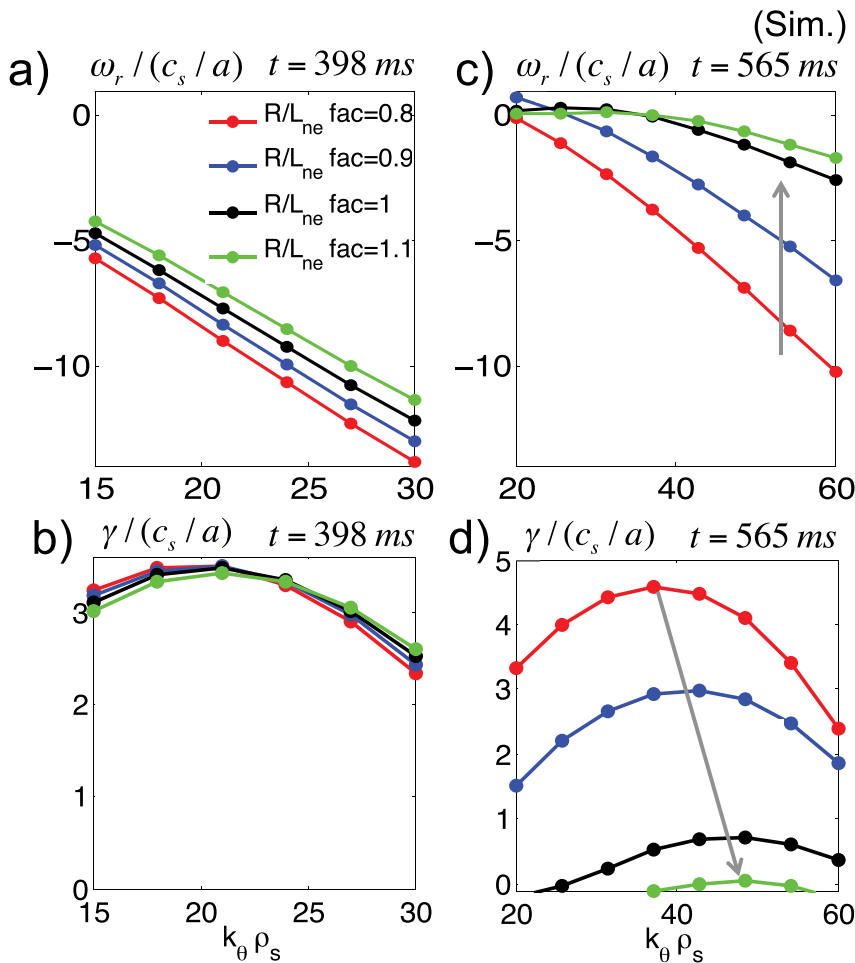 (Sim.)
a) ω_r / (c_s / a) t = 398 ms
0
−5
−10
15 20 25 30
R/L_ne fac=0.8
R/L_ne fac=0.9
R/L_ne fac=1
R/L_ne fac=1.1
c) ω_r / (c_s / a) t = 565 ms
0
−5
−10
20 40 60
b) γ / (c_s / a) t = 398 ms
3
2
1
0
15 20 25 30
k_θ ρ_s
d) γ / (c_s / a) t = 565 ms
5
4
3
2
1
0
20 40 60
k_θ ρ_s